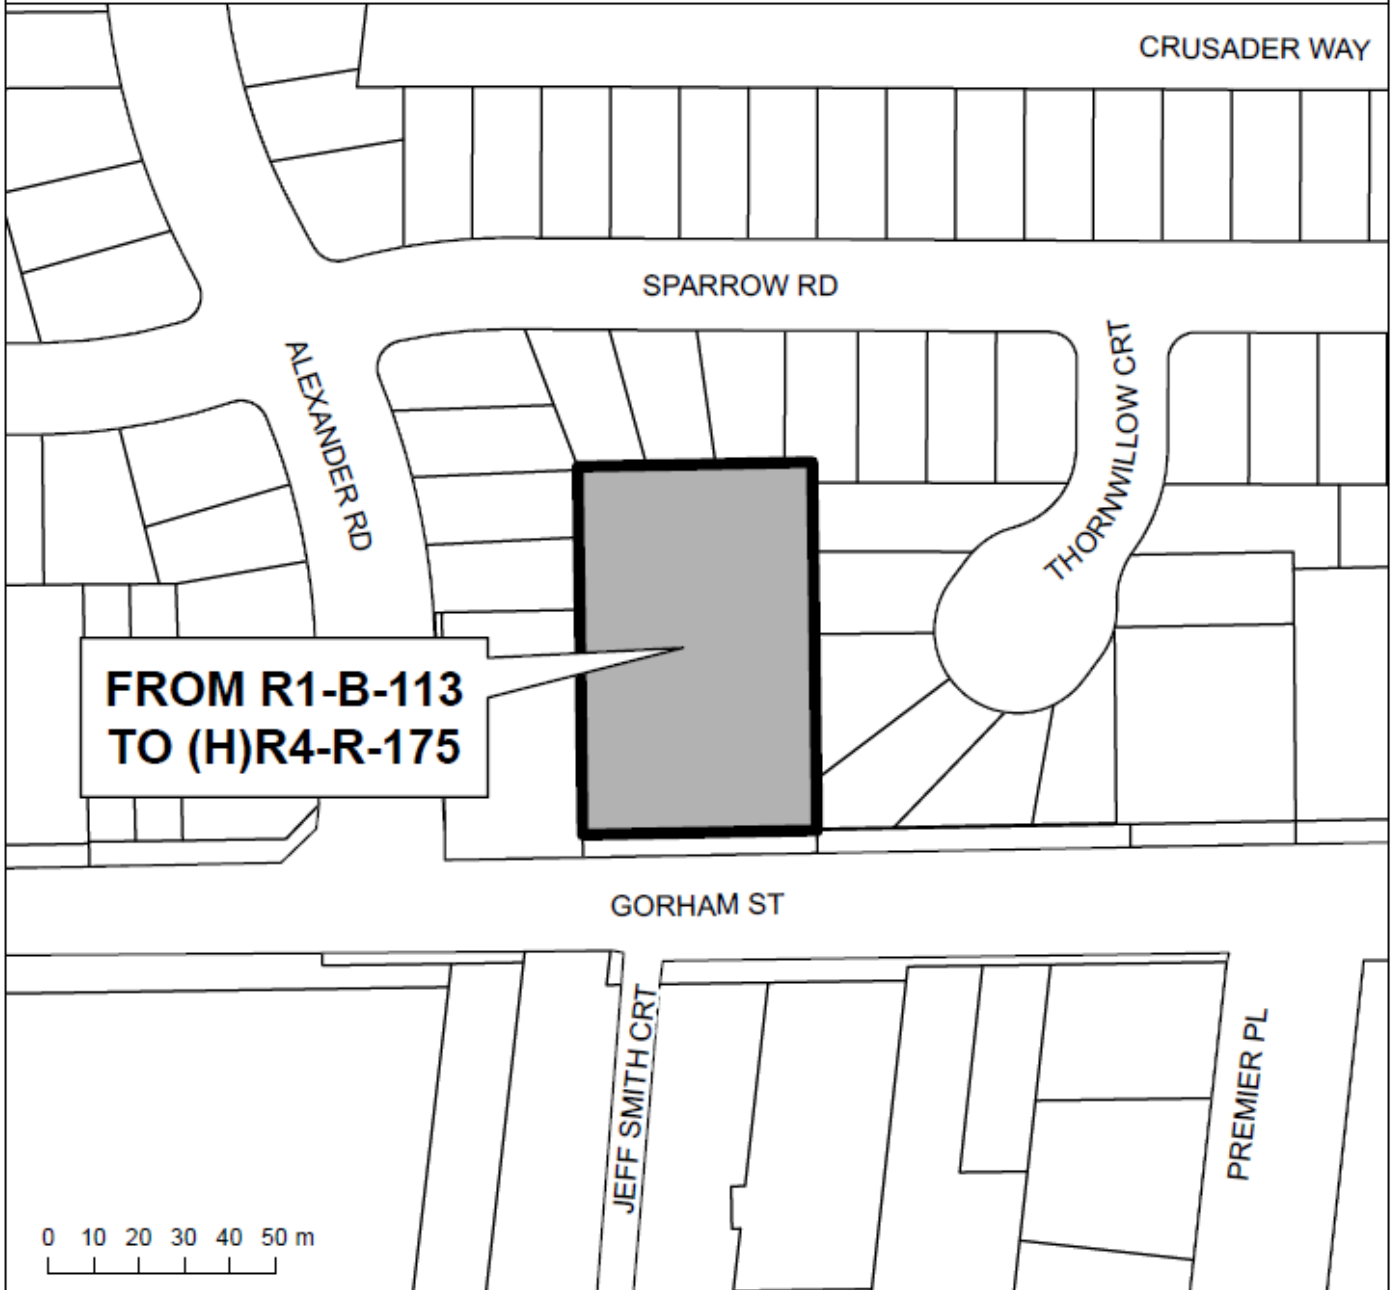 CRUSADER WAY
SPARROW RD
ALEXANDER RD
THORNWILLOW CRT
FROM R1-B-113
TO (H)R4-R-175
GORHAM ST
JEFF SMITH CRT
PREMIER PL
0 10 20 30 40 50 m